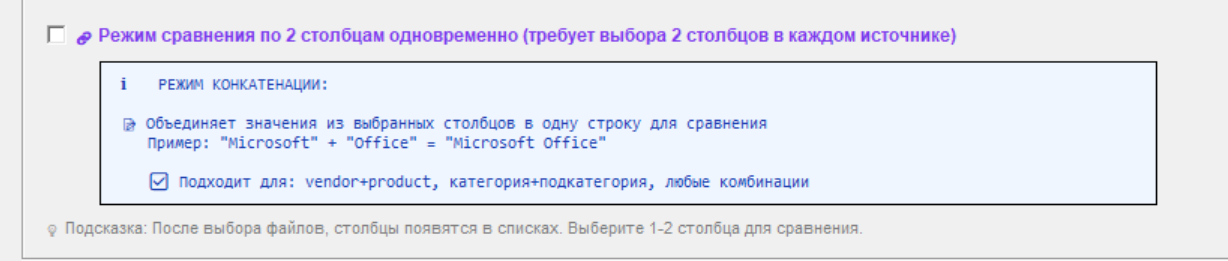 Режим сравнения по 2 столбцам одновременно (требует выбора 2 столбцов в каждом источнике)
i РЕЖИМ КОНКАТЕНАЦИИ:
Объединяет значения из выбранных столбцов в одну строку для сравнения
Пример: "Microsoft" + "Office" = "Microsoft Office"
Подходит для: vendor+product, категория+подкатегория, любые комбинации
Подсказка: После выбора файлов, столбцы появятся в списках. Выберите 1-2 столбца для сравнения.